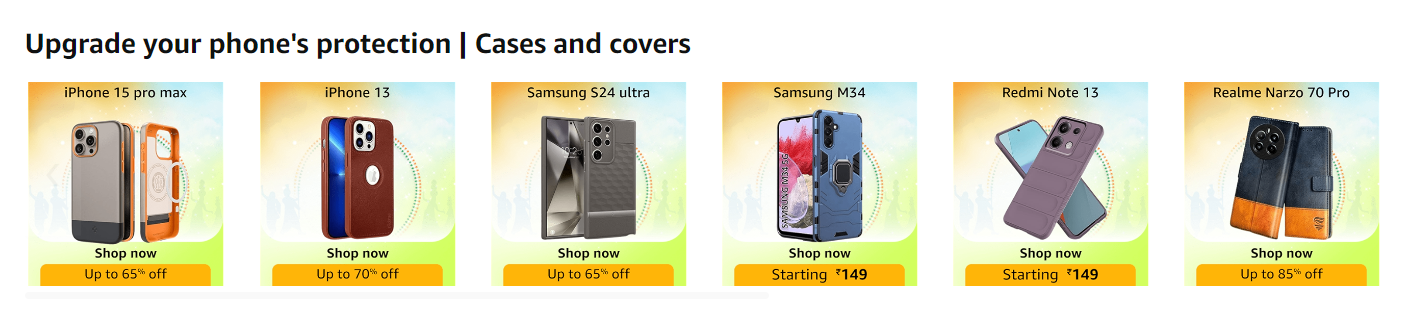 Upgrade your phone's protection | Cases and covers
iPhone 15 pro max
Shop now
Up to 65% off
iPhone 13
Shop now
Up to 70% off
Samsung S24 ultra
Shop now
Up to 65% off
Samsung M34
SAMSUNG M34 5G
Shop now
Starting ₹149
Redmi Note 13
Shop now
Starting ₹149
Realme Narzo 70 Pro
Shop now
Up to 85% off